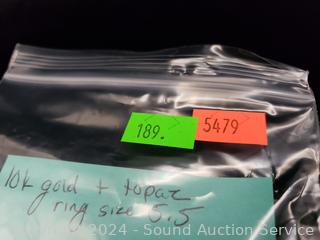 189.
5479
10k gold + topaz
ring size 5.5
2024 - Sound Auction Service